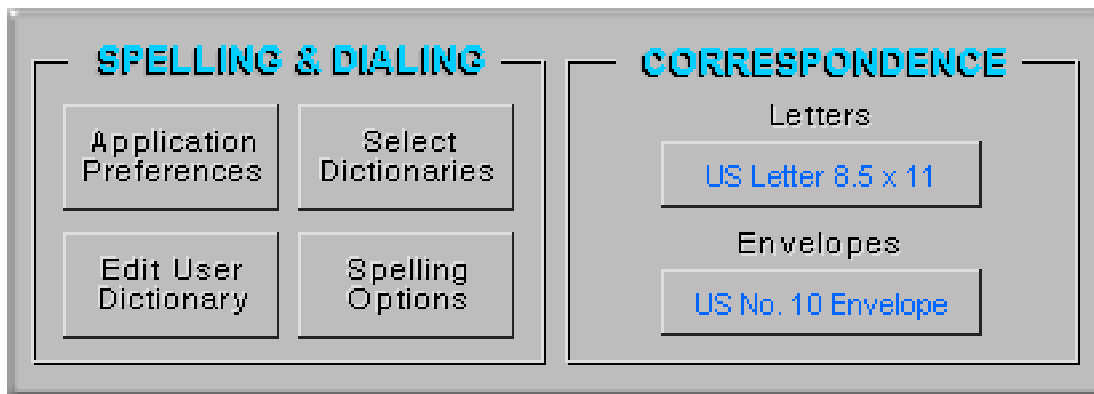 SPELLING & DIALING
Application
Preferences
Select
Dictionaries
Edit User
Dictionary
Spelling
Options
CORRESPONDENCE
Letters
US Letter 8.5 x 11
Envelopes
US No. 10 Envelope